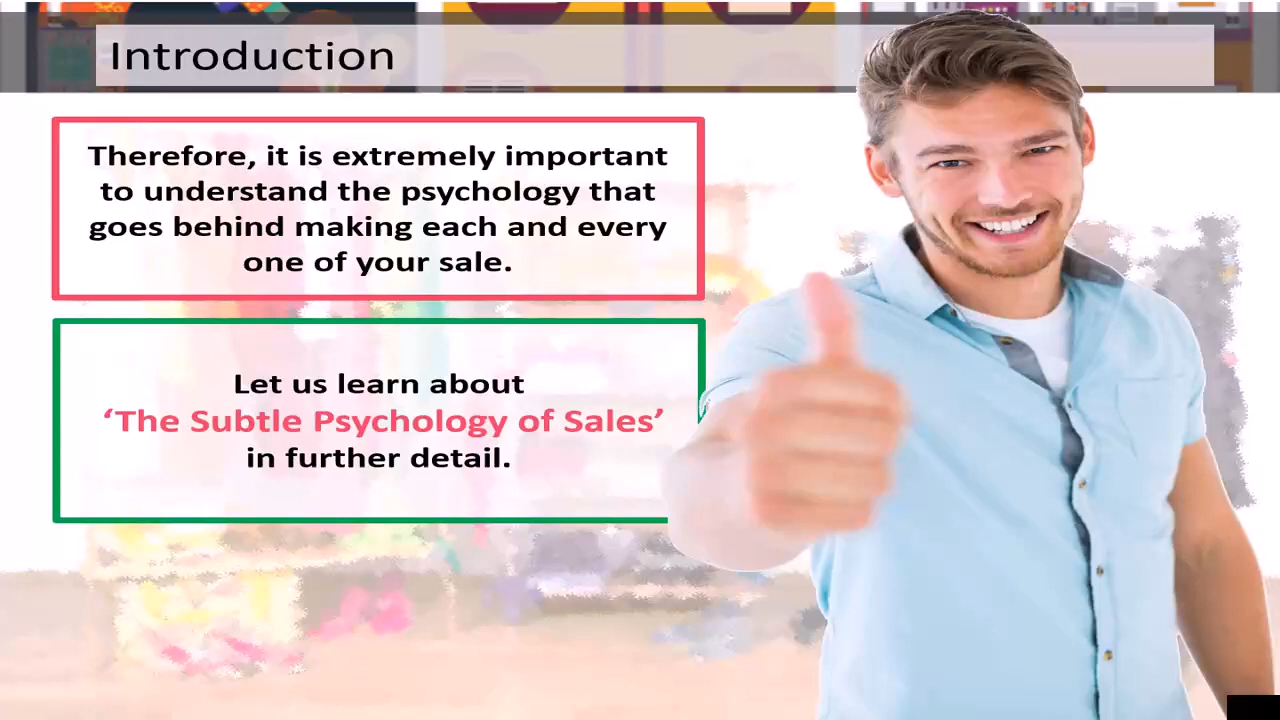 Introduction
Therefore, it is extremely important
to understand the psychology that
goes behind making each and every
one of your sale.
Let us learn about
‘The Subtle Psychology of Sales’
in further detail.